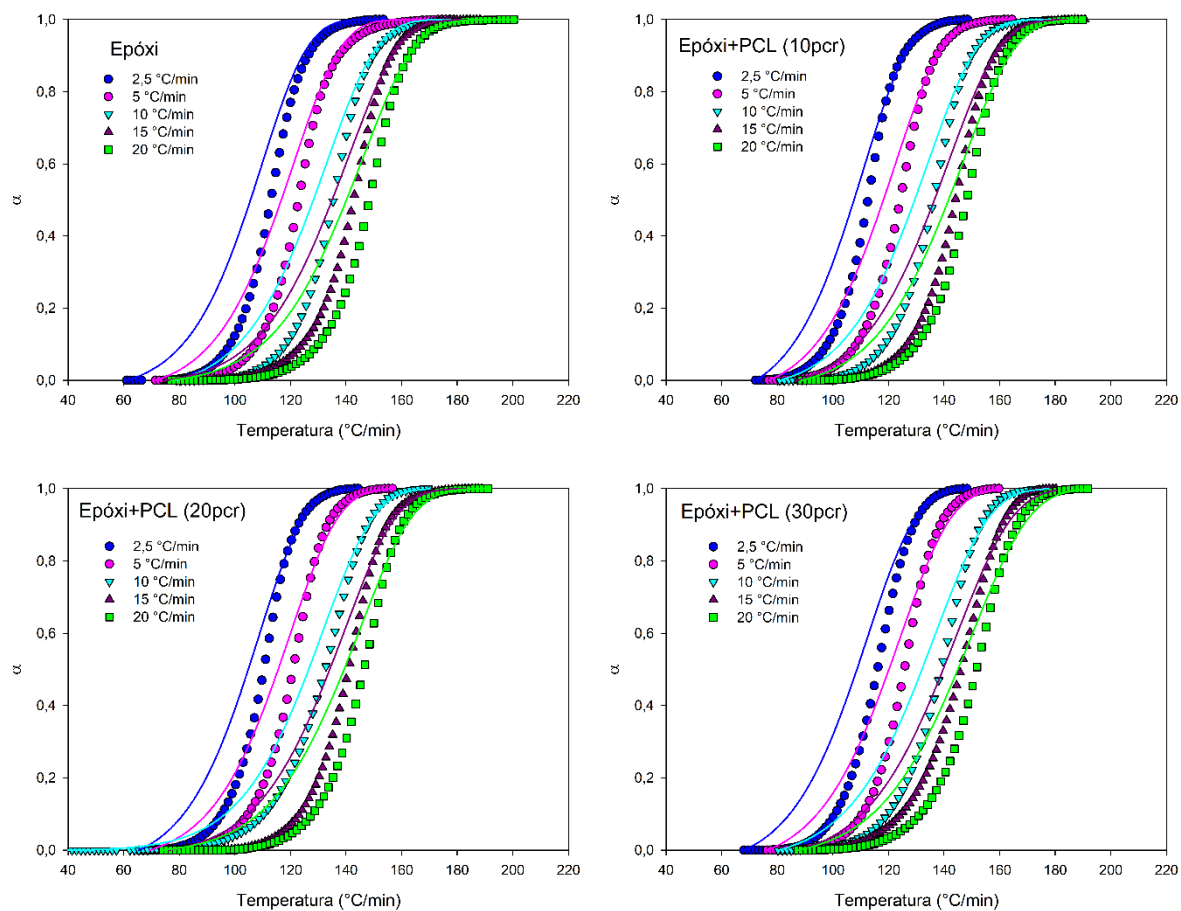 1,0
0,8
0,6
0,4
0,2
0,0
α
Epóxi
2,5 °C/min
5 °C/min
10 °C/min
15 °C/min
20 °C/min
40 60 80 100 120 140 160 180 200 220
Temperatura (°C/min)
1,0
0,8
0,6
0,4
0,2
0,0
α
Epóxi+PCL (10pcr)
2,5 °C/min
5 °C/min
10 °C/min
15 °C/min
20 °C/min
40 60 80 100 120 140 160 180 200 220
Temperatura (°C/min)
1,0
0,8
0,6
0,4
0,2
0,0
α
Epóxi+PCL (20pcr)
2,5 °C/min
5 °C/min
10 °C/min
15 °C/min
20 °C/min
40 60 80 100 120 140 160 180 200 220
Temperatura (°C/min)
1,0
0,8
0,6
0,4
0,2
0,0
α
Epóxi+PCL (30pcr)
2,5 °C/min
5 °C/min
10 °C/min
15 °C/min
20 °C/min
40 60 80 100 120 140 160 180 200 220
Temperatura (°C/min)